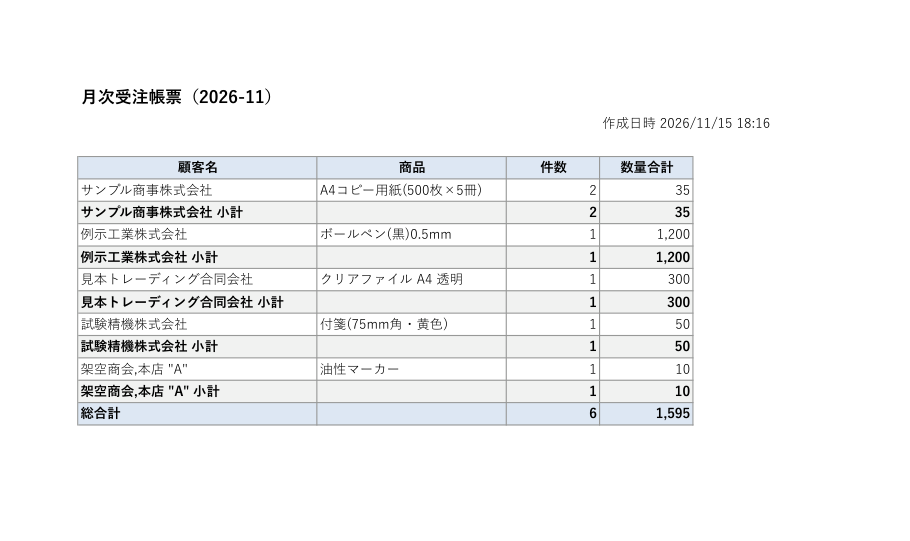 月次受注帳票（2026-11）
作成日時 2026/11/15 18:16
顧客名 商品 件数 数量合計
サンプル商事株式会社 A4コピー用紙(500枚×5冊) 2 35
サンプル商事株式会社 小計 2 35
例示工業株式会社 ボールペン(黒)0.5mm 1 1,200
例示工業株式会社 小計 1 1,200
見本トレーディング合同会社 クリアファイル A4 透明 1 300
見本トレーディング合同会社 小計 1 300
試験精機株式会社 付箋(75mm角・黄色) 1 50
試験精機株式会社 小計 1 50
架空商会,本店 "A" 油性マーカー 1 10
架空商会,本店 "A" 小計 1 10
総合計 6 1,595